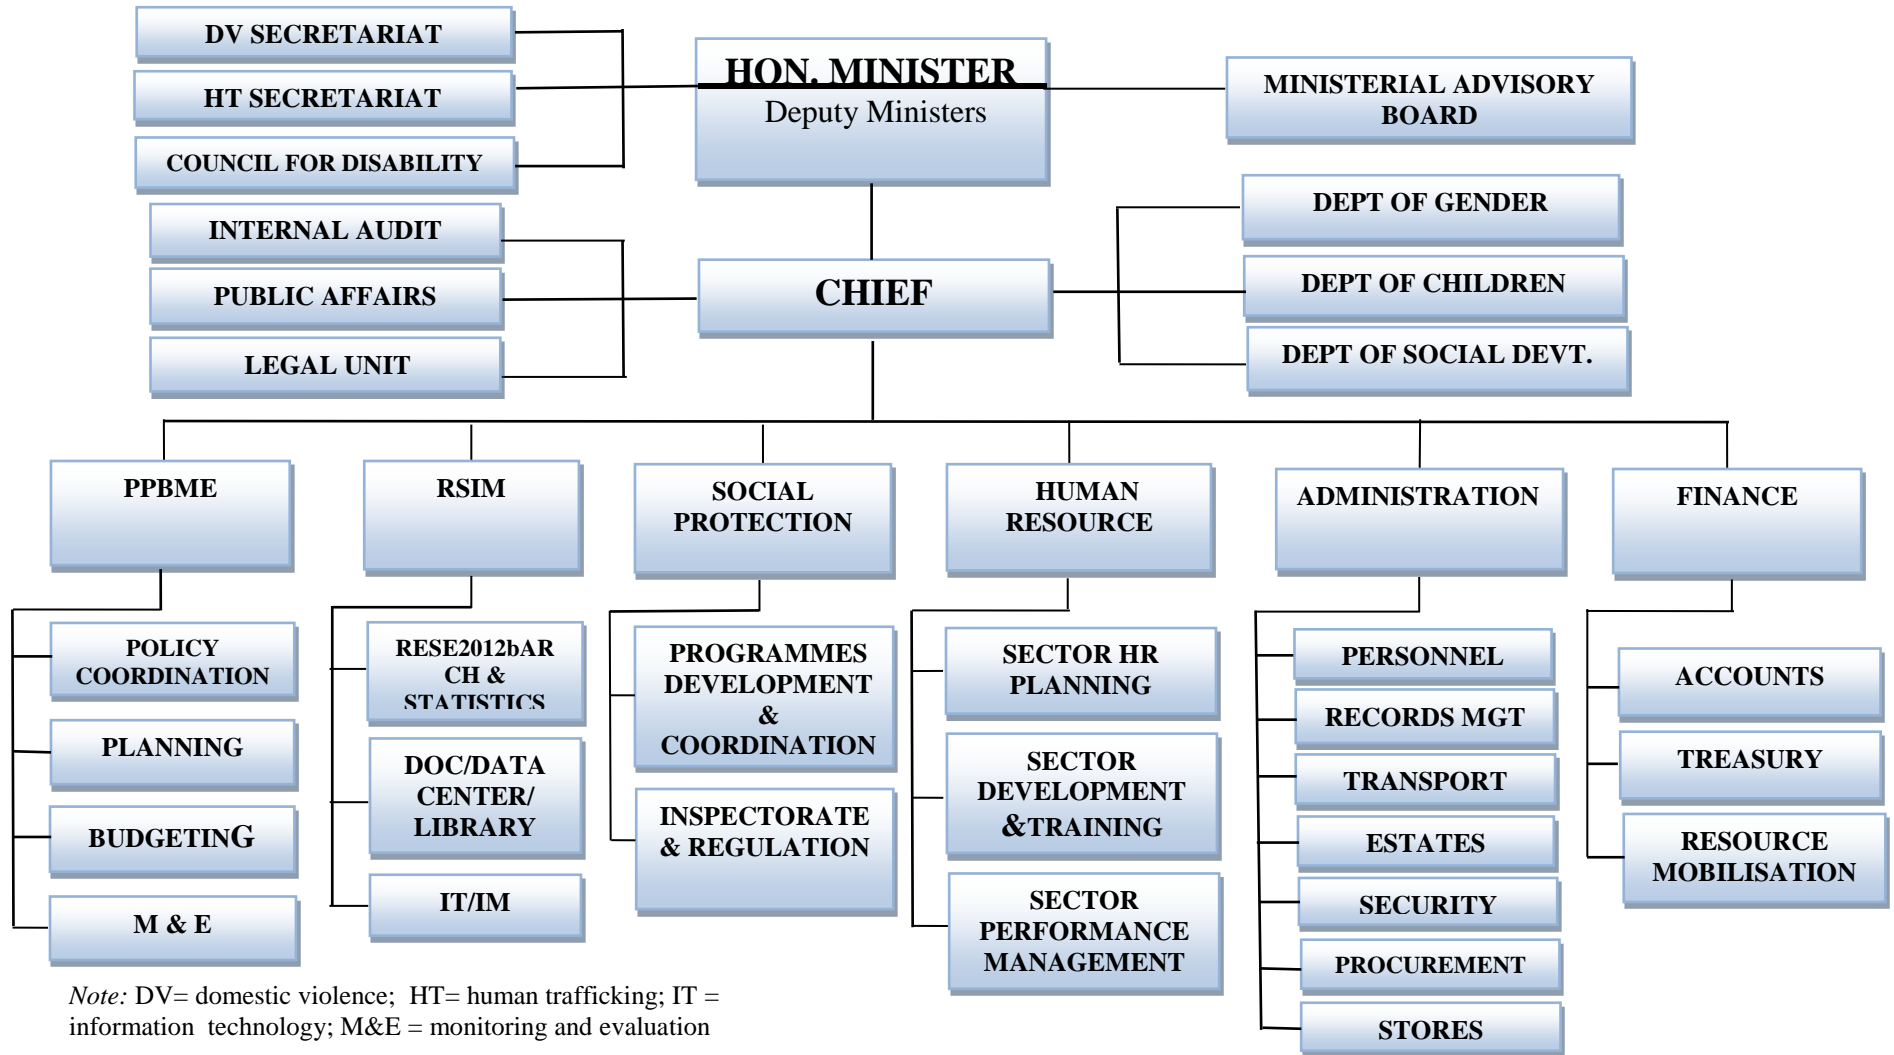 DV SECRETARIAT
HT SECRETARIAT
COUNCIL FOR DISABILITY
HON. MINISTER
Deputy Ministers
MINISTERIAL ADVISORY
BOARD
INTERNAL AUDIT
PUBLIC AFFAIRS
LEGAL UNIT
CHIEF
DEPT OF GENDER
DEPT OF CHILDREN
DEPT OF SOCIAL DEVT.
PPBME
RSIM
SOCIAL
PROTECTION
HUMAN
RESOURCE
ADMINISTRATION
FINANCE
POLICY
COORDINATION
PLANNING
BUDGETING
M & E
RESE2012bAR
CH &
STATISTICS
DOC/DATA
CENTER/
LIBRARY
IT/IM
PROGRAMMES
DEVELOPMENT
&
COORDINATION
INSPECTORATE
& REGULATION
SECTOR HR
PLANNING
SECTOR
DEVELOPMENT
&TRAINING
SECTOR
PERFORMANCE
MANAGEMENT
PERSONNEL
RECORDS MGT
TRANSPORT
ESTATES
SECURITY
PROCUREMENT
STORES
ACCOUNTS
TREASURY
RESOURCE
MOBILISATION
Note: DV= domestic violence; HT= human trafficking; IT =
information technology; M&E = monitoring and evaluation